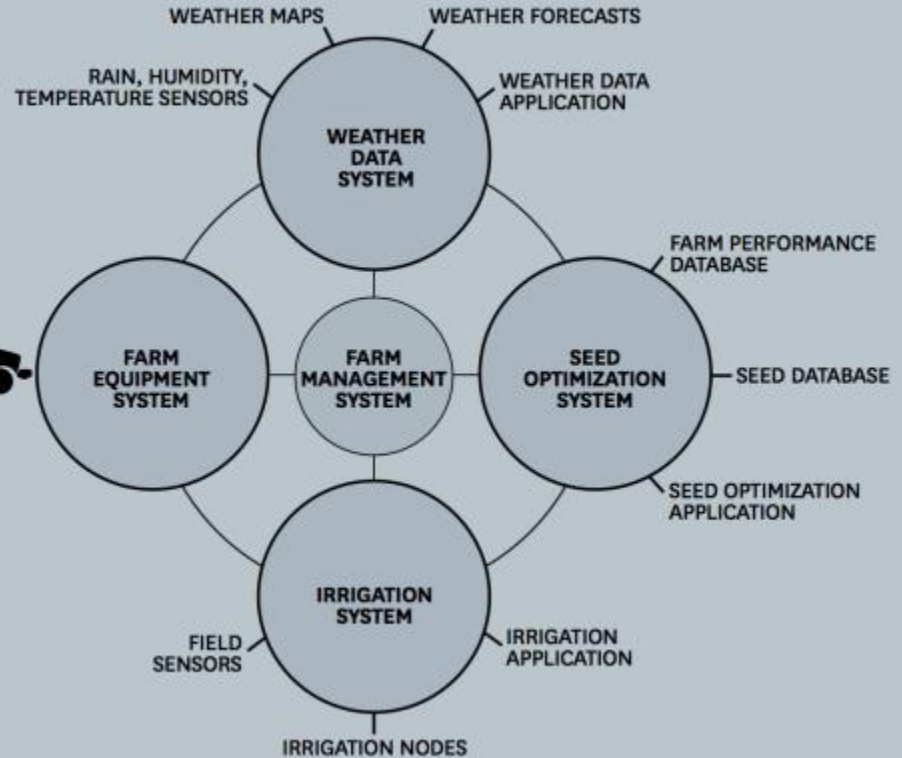 WEATHER MAPS
WEATHER FORECASTS
RAIN, HUMIDITY,
TEMPERATURE SENSORS
WEATHER DATA
APPLICATION
WEATHER
DATA
SYSTEM
FARM PERFORMANCE
DATABASE
FARM
EQUIPMENT
SYSTEM
FARM
MANAGEMENT
SYSTEM
SEED
OPTIMIZATION
SYSTEM
SEED DATABASE
SEED OPTIMIZATION
APPLICATION
IRRIGATION
SYSTEM
FIELD
SENSORS
IRRIGATION
APPLICATION
IRRIGATION NODES